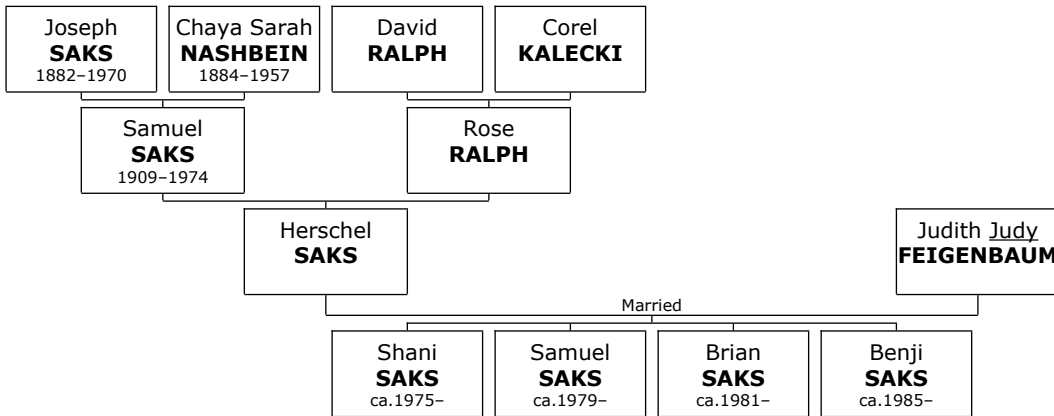 Joseph
SAKS
1882–1970
Chaya Sarah
NASHBEIN
1884–1957
David
RALPH
Corel
KALECKI
Samuel
SAKS
1909–1974
Rose
RALPH
Herschel
SAKS
Judith Judy
FEIGENBAUM
Married
Shani
SAKS
ca.1975–
Samuel
SAKS
ca.1979–
Brian
SAKS
ca.1981–
Benji
SAKS
ca.1985–